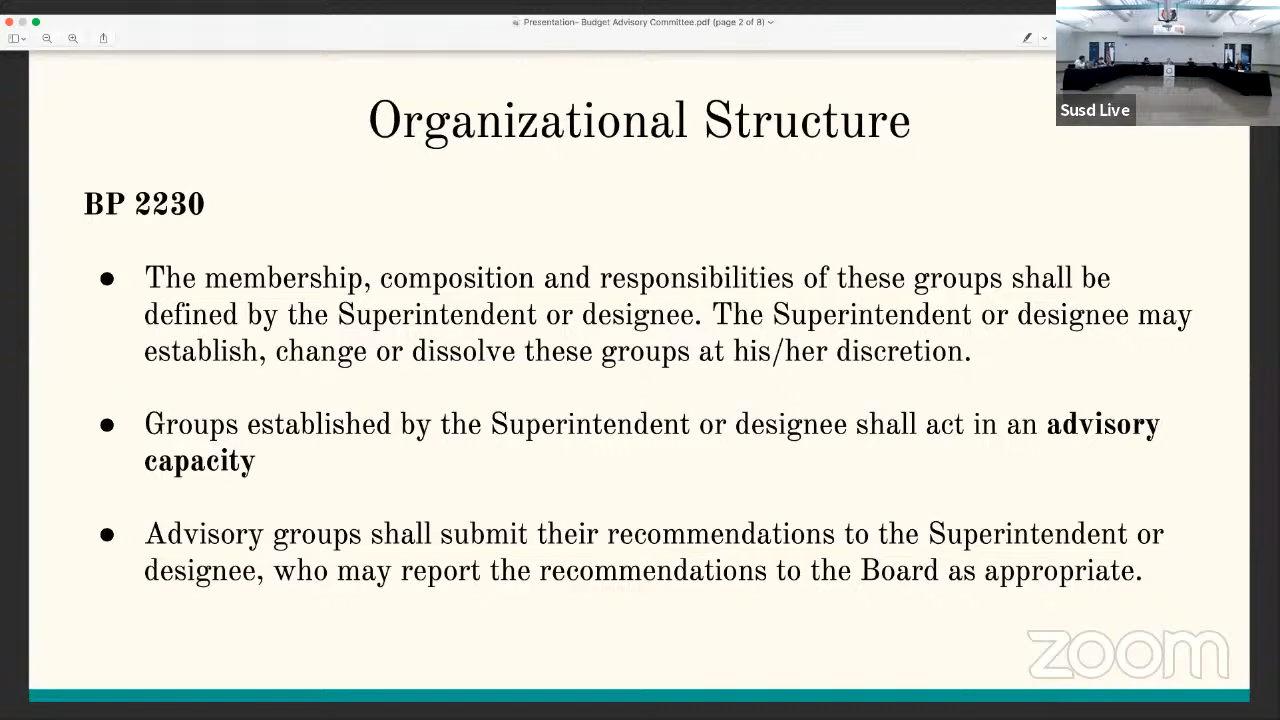 Presentation- Budget Advisory Committee.pdf (page 2 of 8)
Susd Live
Organizational Structure
BP 2230
● The membership, composition and responsibilities of these groups shall be
defined by the Superintendent or designee. The Superintendent or designee may
establish, change or dissolve these groups at his/her discretion.
● Groups established by the Superintendent or designee shall act in an advisory
capacity
● Advisory groups shall submit their recommendations to the Superintendent or
designee, who may report the recommendations to the Board as appropriate.
zoom